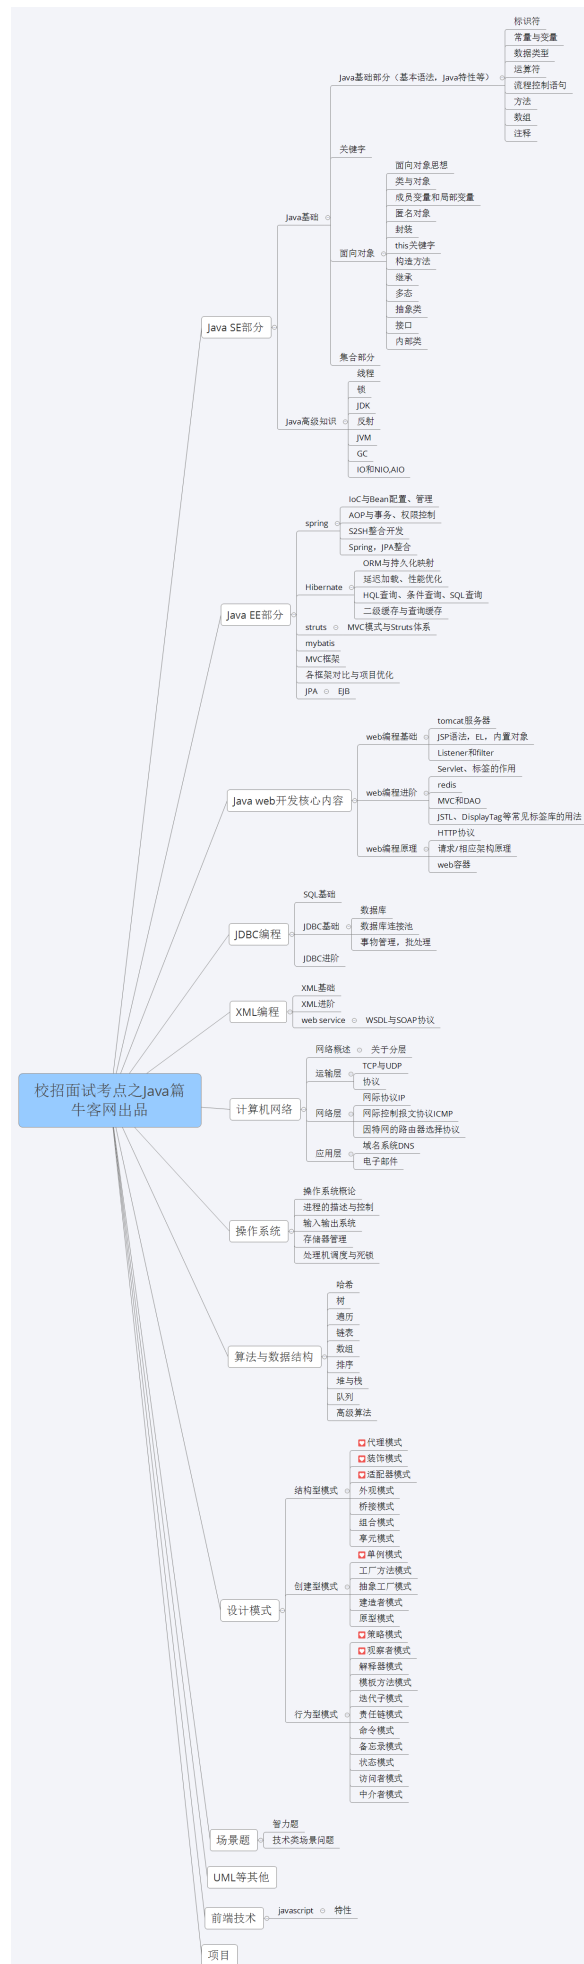 标识符
常量与变量
数据类型
运算符
Java基础部分（基本语法，Java特性等）
流程控制语句
方法
数组
注释
关键字
面向对象思想
类与对象
成员变量和局部变量
匿名对象
Java基础
封装
面向对象
this关键字
构造方法
继承
多态
抽象类
接口
内部类
Java SE部分
集合部分
线程
锁
JDK
Java高级知识
反射
JVM
GC
IO和NIO,AIO
IoC与Bean配置、管理
spring
AOP与事务、权限控制
S2SH整合开发
Spring，JPA整合
ORM与持久化映射
Hibernate
延迟加载、性能优化
HQL查询、条件查询、SQL查询
二级缓存与查询缓存
Java EE部分
struts
MVC模式与Struts体系
mybatis
MVC框架
各框架对比与项目优化
JPA
EJB
tomcat服务器
web编程基础
JSP语法，EL，内置对象
Listener和filter
Servlet、标签的作用
web编程进阶
redis
Java web开发核心内容
MVC和DAO
JSTL、DisplayTag等常见标签库的用法
HTTP协议
web编程原理
请求/相应架构原理
web容器
SQL基础
数据库
JDBC编程
JDBC基础
数据库连接池
事物管理，批处理
JDBC进阶
XML基础
XML编程
XML进阶
web service
WSDL与SOAP协议
校招面试考点之Java篇
牛客网出品
网络概述
关于分层
运输层
TCP与UDP
协议
计算机网络
网际协议IP
网络层
网际控制报文协议ICMP
因特网的路由器选择协议
应用层
域名系统DNS
电子邮件
操作系统概论
进程的描述与控制
操作系统
输入输出系统
存储器管理
处理机调度与死锁
哈希
树
遍历
链表
算法与数据结构
数组
排序
堆与栈
队列
高级算法
代理模式
装饰模式
适配器模式
结构型模式
外观模式
桥接模式
组合模式
享元模式
单例模式
工厂方法模式
创建型模式
抽象工厂模式
建造者模式
原型模式
设计模式
策略模式
观察者模式
解释器模式
模板方法模式
迭代子模式
行为型模式
责任链模式
命令模式
备忘录模式
状态模式
访问者模式
中介者模式
场景题
智力题
技术类场景问题
UML等其他
前端技术
javascript
特性
项目